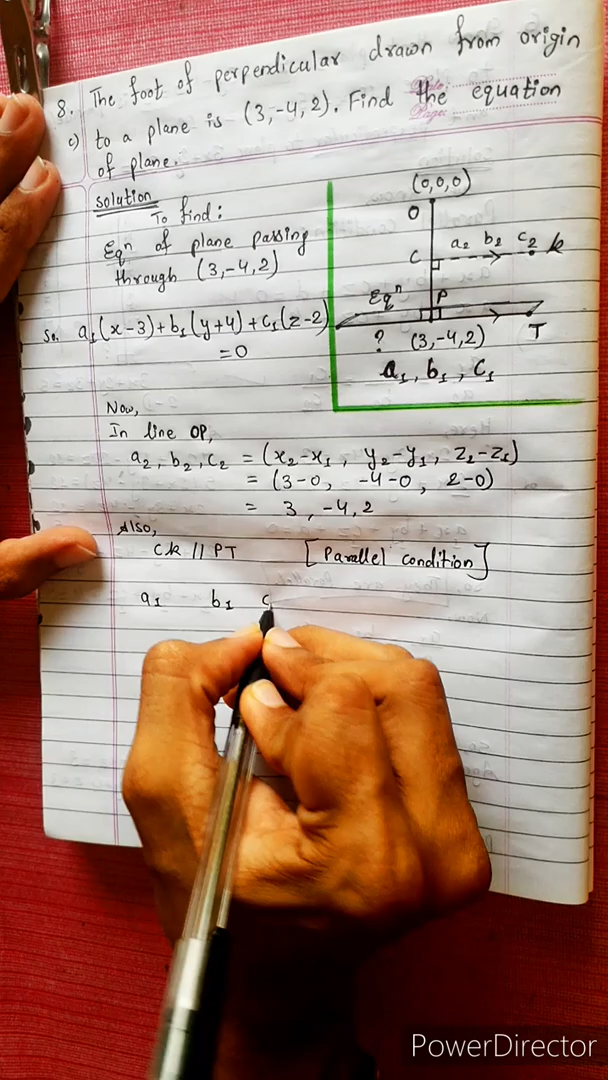 8. The foot of perpendicular drawn from origin
c) to a plane is (3,-4,2). Find the equation
of plane.
Date:
Page:
solution
To find:
Eqⁿ of plane passing
through (3,-4,2)
So, a₁(x-3)+b₁(y+4)+c₁(z-2)
=0
(0,0,0)
O
C a₂ b₂ c₂ k
Eqⁿ P
? (3,-4,2) T
a₁, b₁, c₁
Now,
In line OP,
a₂, b₂, c₂ = (x₂-x₁, y₂-y₁, z₂-z₁)
= (3-0, -4-0, 2-0)
= 3, -4, 2
Also,
Ck // PT [Parallel condition]
a₁ b₁ c₁
PowerDirector